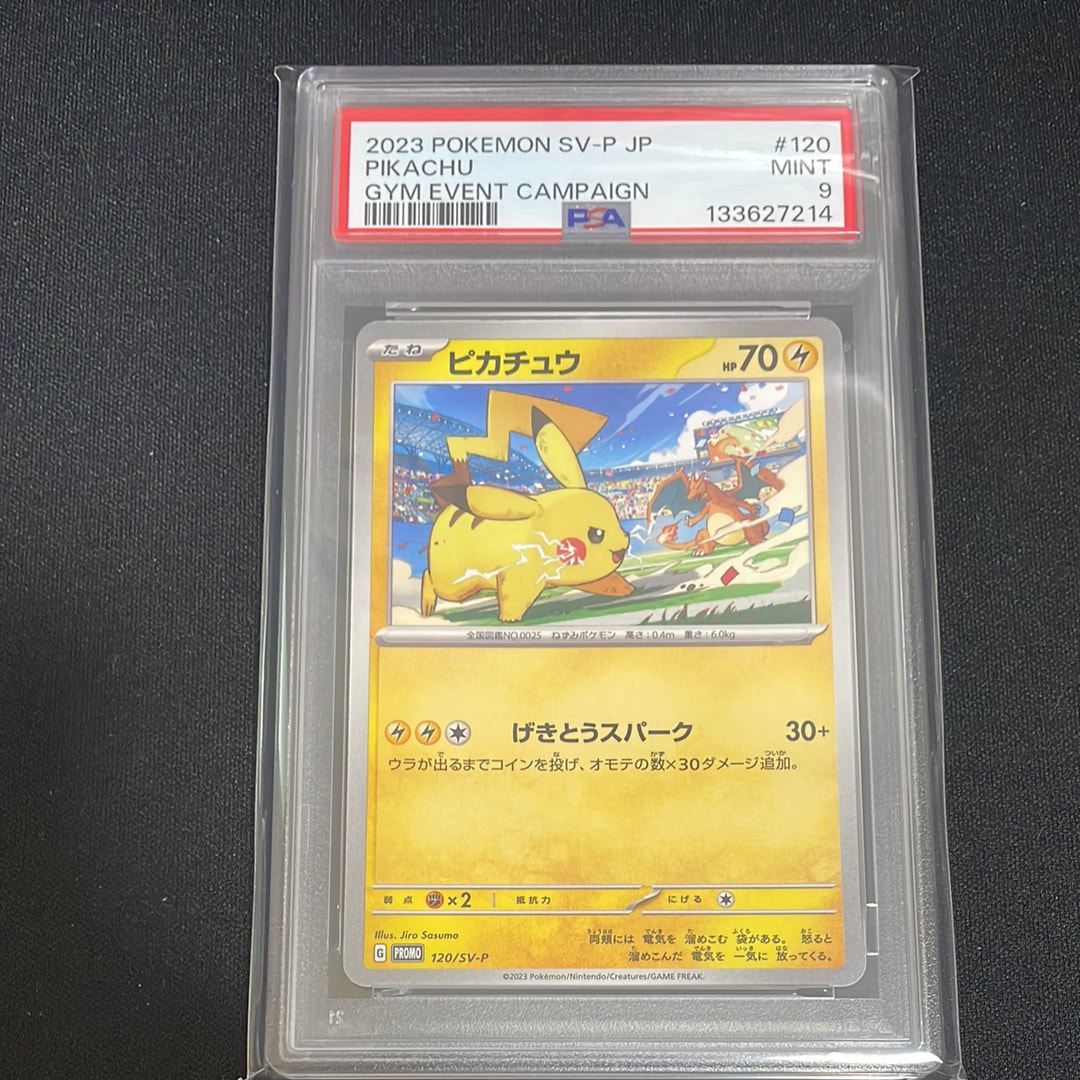 2023 POKEMON SV-P JP #120
PIKACHU MINT
GYM EVENT CAMPAIGN 9
PSA 133627214
たね ピカチュウ HP 70
全国図鑑NO.0025 ねずみポケモン 高さ:0.4m 重さ:6.0kg
げきとうスパーク 30+
ウラが出るまでコインを投げ、オモテの数×30ダメージ追加。
弱点 ×2 抵抗力 にげる
Illus. Jiro Sasumo
両頬には 電気を 溜めこむ 袋がある。 怒ると
溜めこんだ 電気を 一気に 放ってくる。
G PROMO 120/SV-P
©2023 Pokémon/Nintendo/Creatures/GAME FREAK.